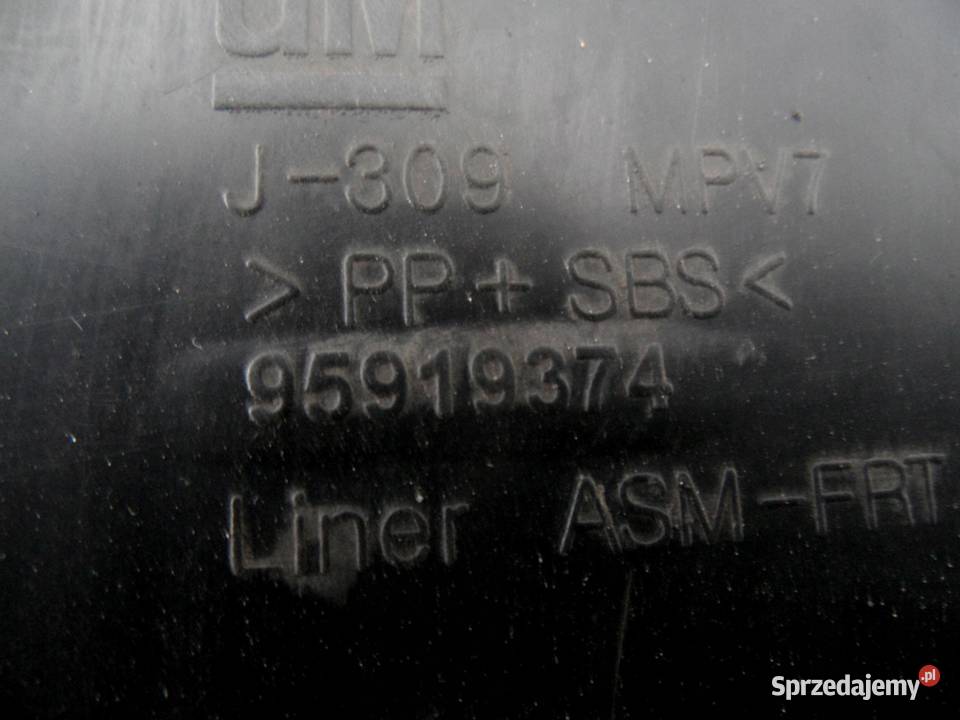 GM
J-309 MPV7
>PP+SBS<
95919374
Liner ASM-FRT
Sprzedajemy.pl